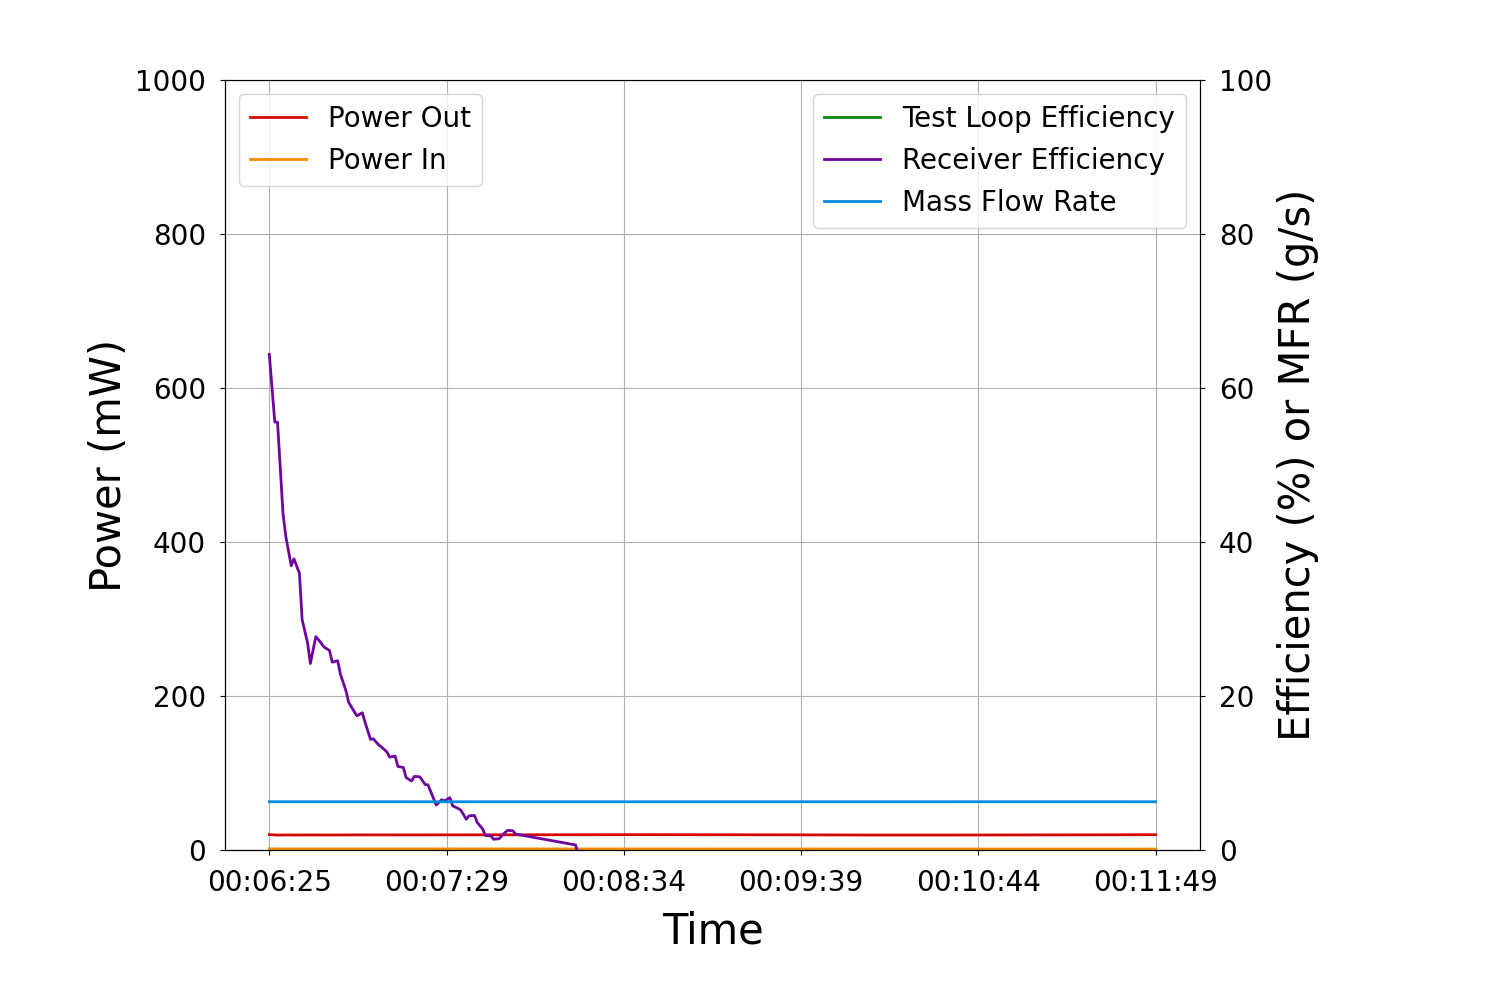 1000
800
600
400
200
0
Power (mW)
Power Out
Power In
Test Loop Efficiency
Receiver Efficiency
Mass Flow Rate
100
80
60
40
20
0
Efficiency (%) or MFR (g/s)
00:06:25 00:07:29 00:08:34 00:09:39 00:10:44 00:11:49
Time